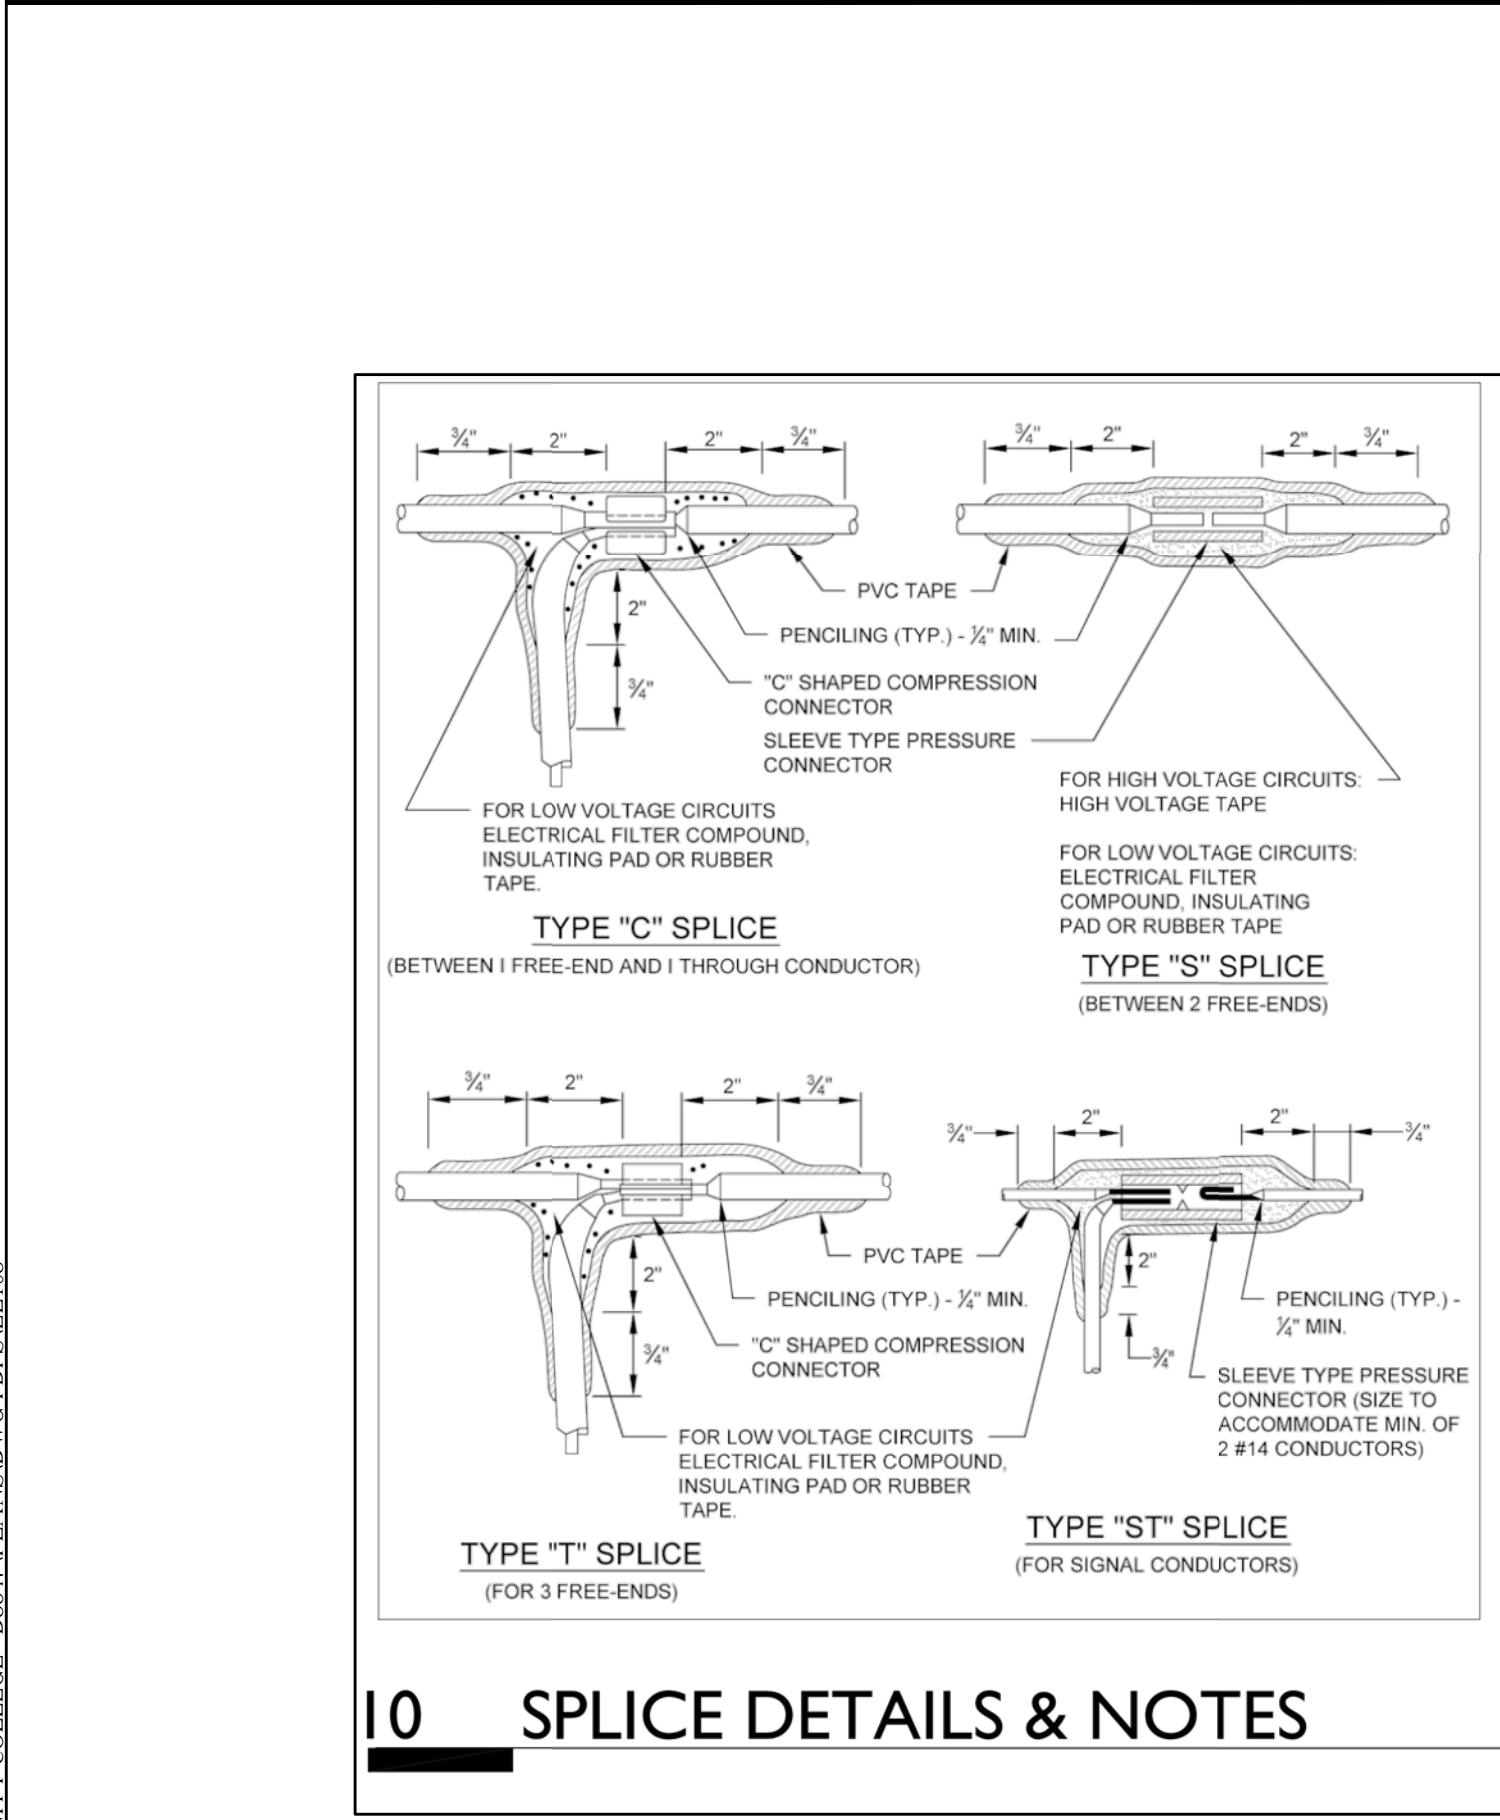 ¾" 2" 2" ¾"
¾" 2" 2" ¾"
2"
¾"
PVC TAPE
PENCILING (TYP.) - ¼" MIN.
"C" SHAPED COMPRESSION
CONNECTOR
SLEEVE TYPE PRESSURE
CONNECTOR
FOR LOW VOLTAGE CIRCUITS
ELECTRICAL FILTER COMPOUND,
INSULATING PAD OR RUBBER
TAPE.
TYPE "C" SPLICE
(BETWEEN I FREE-END AND I THROUGH CONDUCTOR)
FOR HIGH VOLTAGE CIRCUITS:
HIGH VOLTAGE TAPE
FOR LOW VOLTAGE CIRCUITS:
ELECTRICAL FILTER
COMPOUND, INSULATING
PAD OR RUBBER TAPE
TYPE "S" SPLICE
(BETWEEN 2 FREE-ENDS)
¾" 2" 2" ¾"
¾" 2" 2" ¾"
2"
¾"
2"
¾"
PVC TAPE
PENCILING (TYP.) - ¼" MIN.
"C" SHAPED COMPRESSION
CONNECTOR
FOR LOW VOLTAGE CIRCUITS
ELECTRICAL FILTER COMPOUND,
INSULATING PAD OR RUBBER
TAPE.
TYPE "T" SPLICE
(FOR 3 FREE-ENDS)
PENCILING (TYP.) -
¼" MIN.
SLEEVE TYPE PRESSURE
CONNECTOR (SIZE TO
ACCOMMODATE MIN. OF
2 #14 CONDUCTORS)
TYPE "ST" SPLICE
(FOR SIGNAL CONDUCTORS)
10 SPLICE DETAILS & NOTES